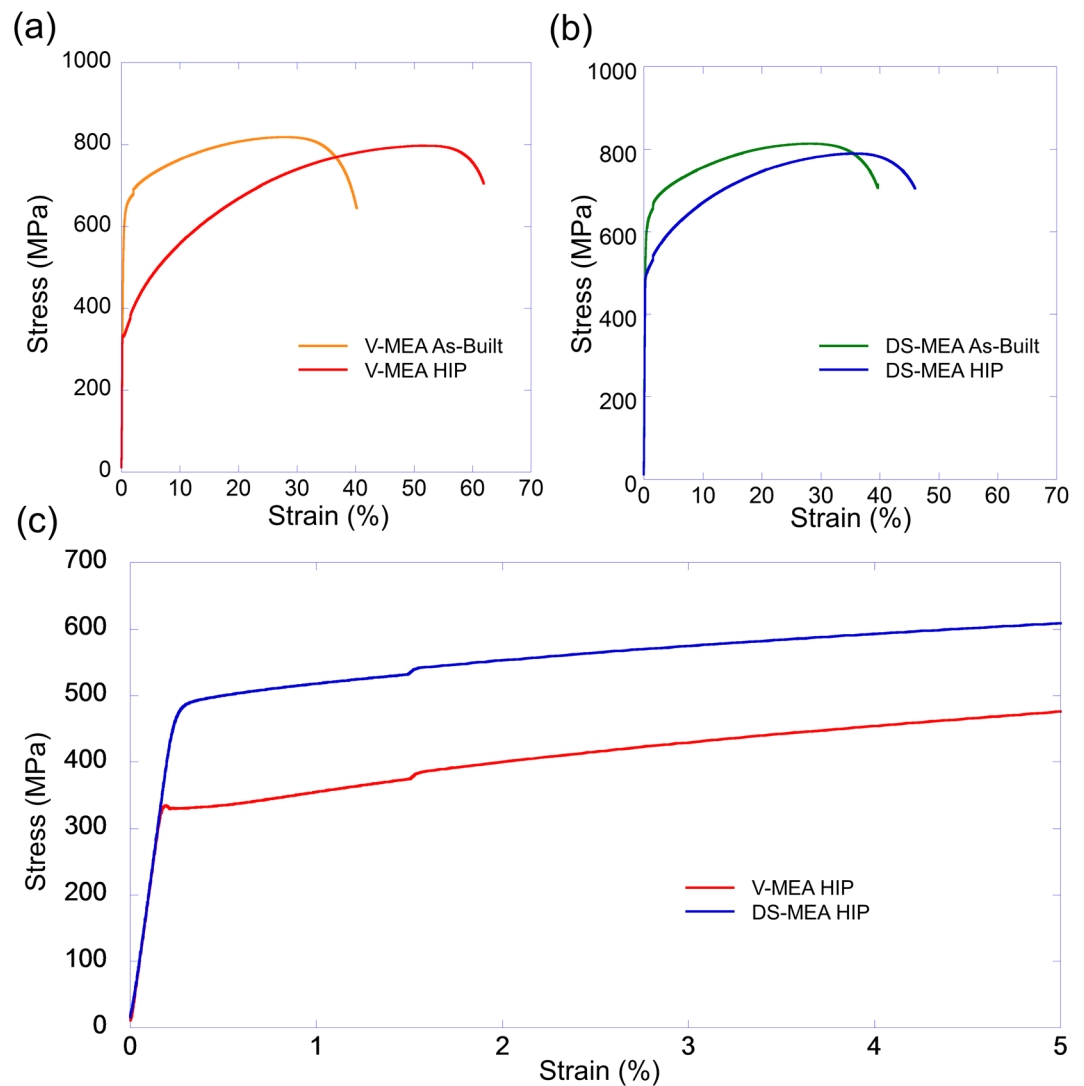 (a)
1000
800
600
400
200
0
Stress (MPa)
V-MEA As-Built
V-MEA HIP
0 10 20 30 40 50 60 70
Strain (%)
(b)
1000
800
600
400
200
0
Stress (MPa)
DS-MEA As-Built
DS-MEA HIP
0 10 20 30 40 50 60 70
Strain (%)
(c)
700
600
500
400
300
200
100
0
Stress (MPa)
V-MEA HIP
DS-MEA HIP
0 1 2 3 4 5
Strain (%)